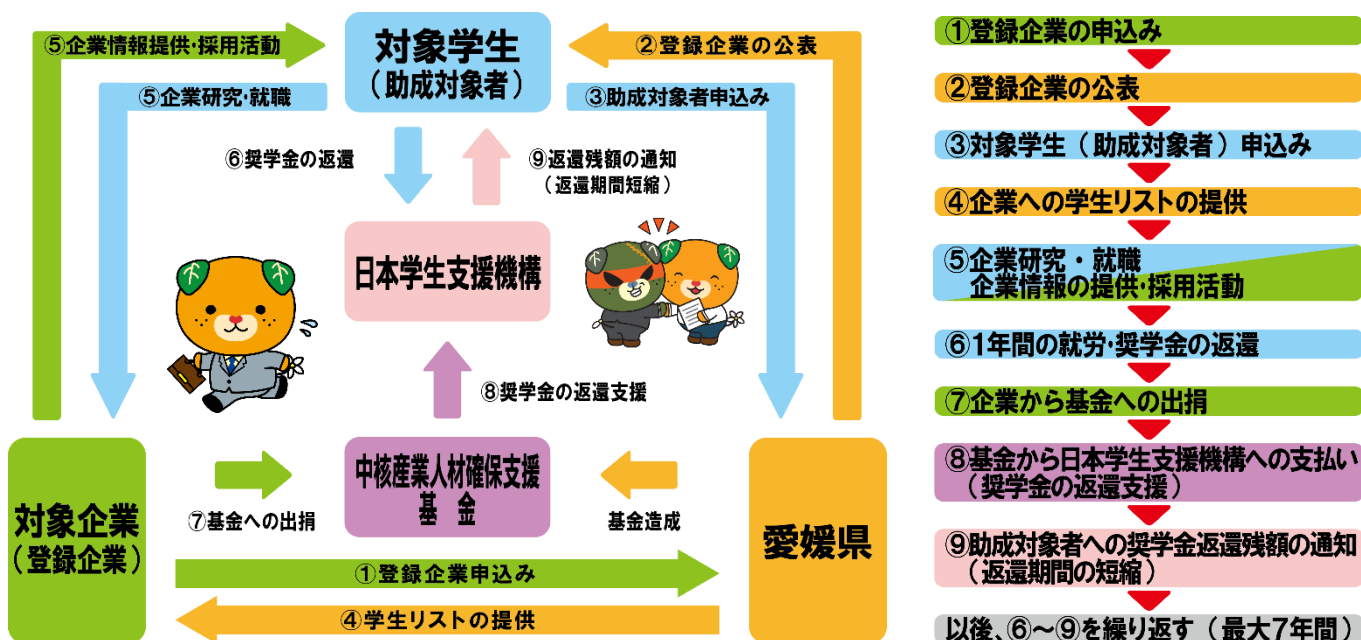 ⑤企業情報提供・採用活動
対象学生
（助成対象者）
②登録企業の公表
⑤企業研究・就職
③助成対象者申込み
⑥奨学金の返還
⑨返還残額の通知
（返還期間短縮）
日本学生支援機構
⑧奨学金の返還支援
対象企業
（登録企業）
⑦基金への出捐
中核産業人材確保支援
基　金
基金造成
愛媛県
①登録企業申込み
④学生リストの提供
①登録企業の申込み
②登録企業の公表
③対象学生（助成対象者）申込み
④企業への学生リストの提供
⑤企業研究・就職
企業情報の提供・採用活動
⑥1年間の就労・奨学金の返還
⑦企業から基金への出捐
⑧基金から日本学生支援機構への支払い
（奨学金の返還支援）
⑨助成対象者への奨学金返還残額の通知
（返還期間の短縮）
以後、⑥～⑨を繰り返す（最大7年間）